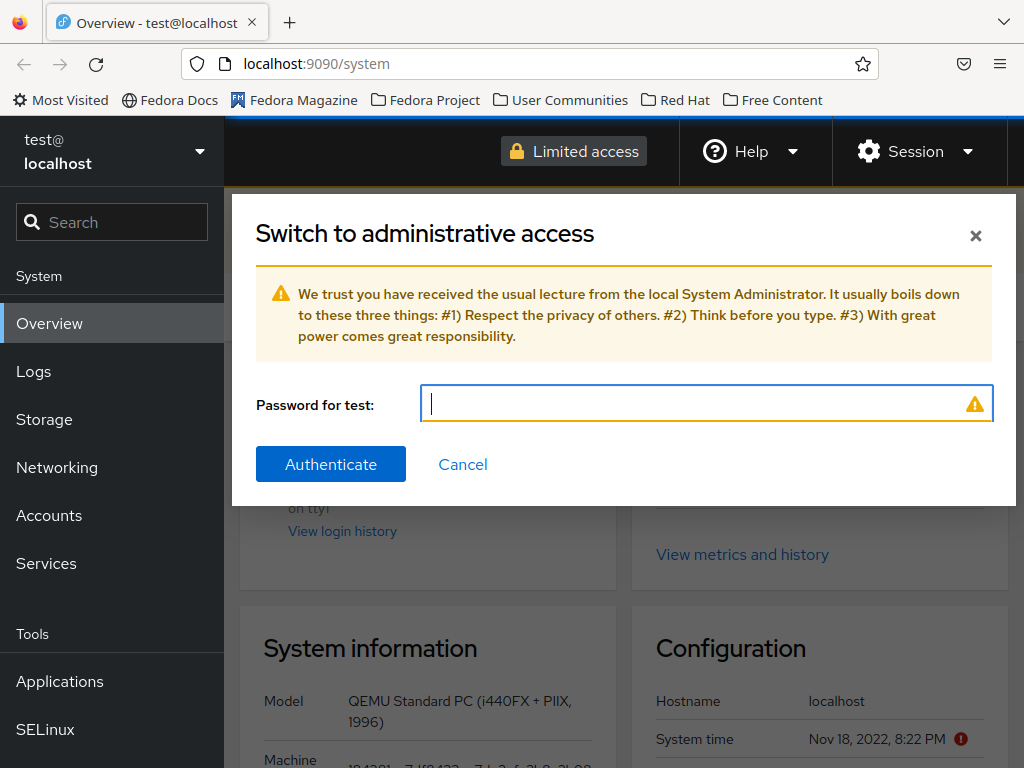 Overview - test@localhost
localhost:9090/system
Most Visited
Fedora Docs
FM Fedora Magazine
Fedora Project
User Communities
Red Hat
Free Content
test@
localhost
Limited access
Help
Session
Search
System
Overview
Logs
Storage
Networking
Accounts
Services
Tools
Applications
SELinux
Switch to administrative access
We trust you have received the usual lecture from the local System Administrator. It usually boils down
to these three things: #1) Respect the privacy of others. #2) Think before you type. #3) With great
power comes great responsibility.
Password for test:
Authenticate
Cancel
on tty1
View login history
View metrics and history
System information
Model
QEMU Standard PC (i440FX + PIIX,
1996)
Machine
Configuration
Hostname
localhost
System time
Nov 18, 2022, 8:22 PM